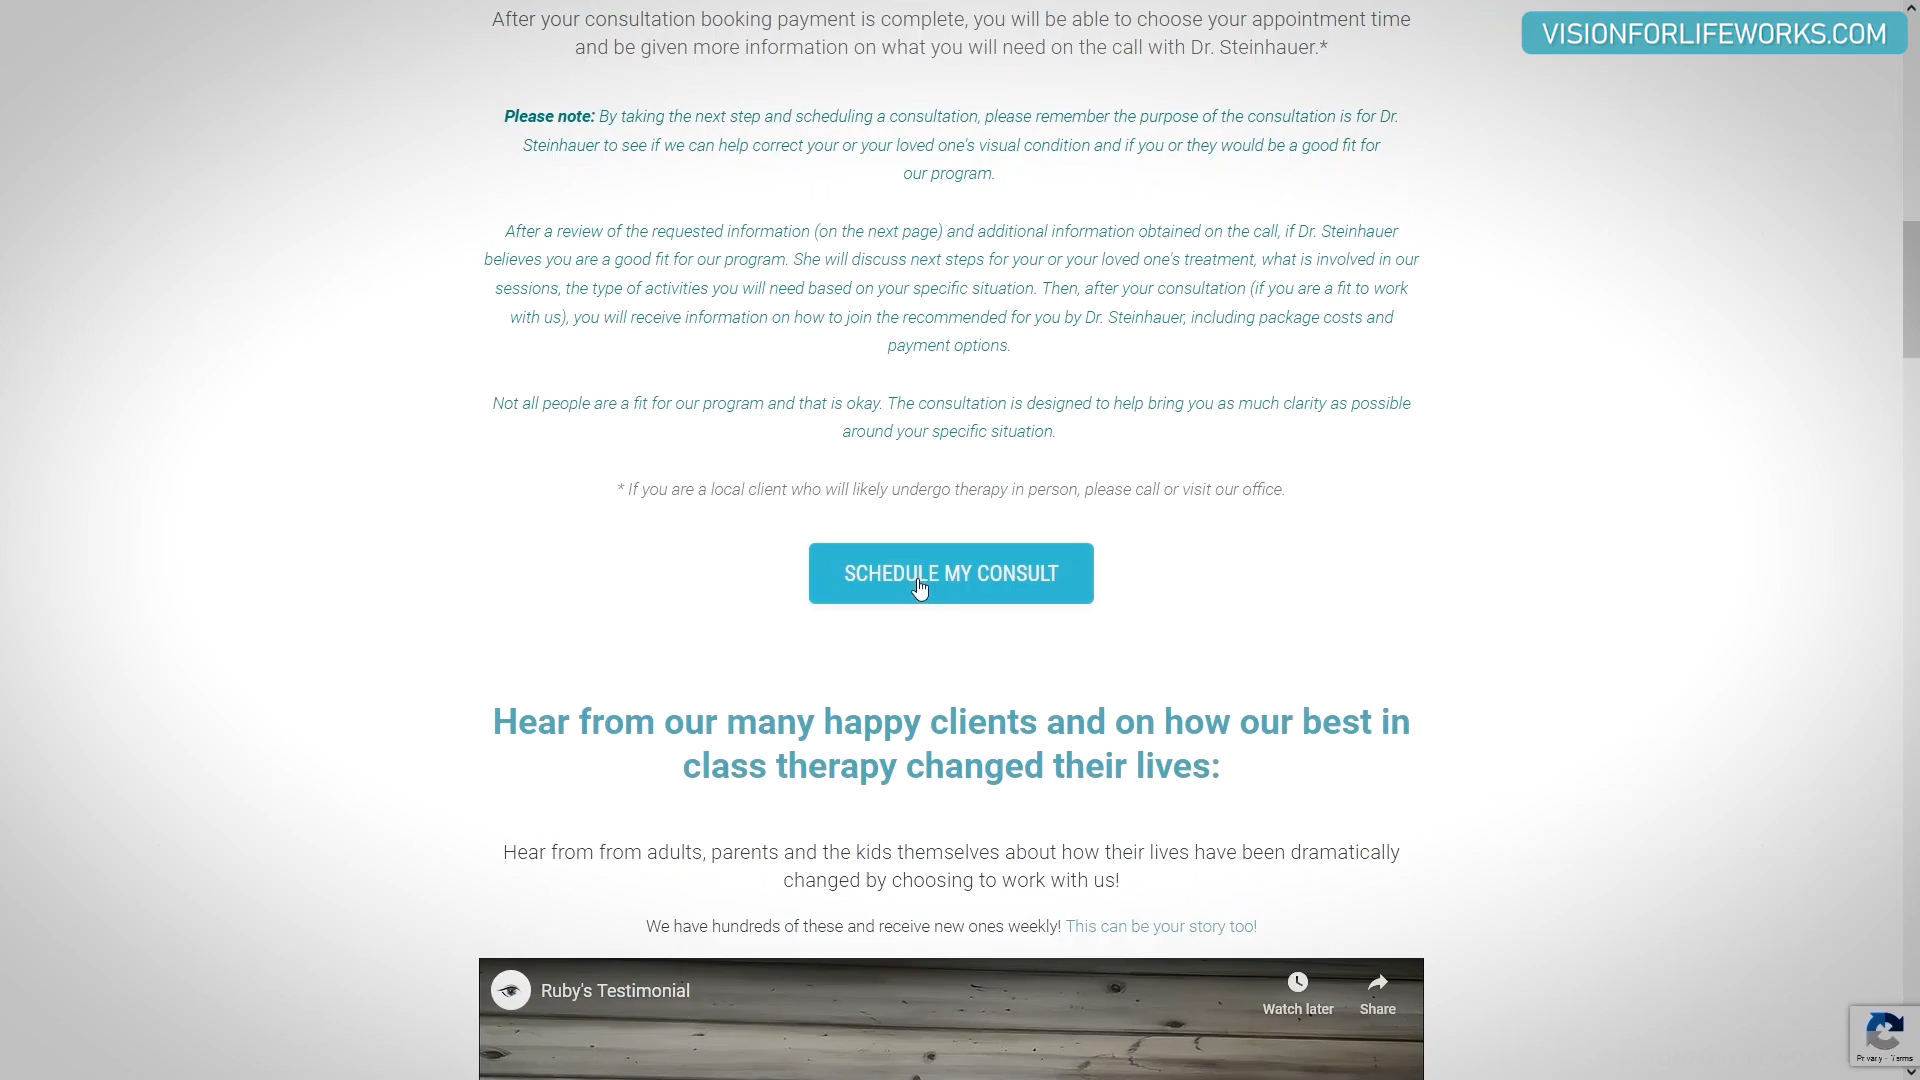 After your consultation booking payment is complete, you will be able to choose your appointment time
VISIONFORLIFEWORKS.COM
and be given more information on what you will need on the call with Dr. Steinhauer.*
Please note: By taking the next step and scheduling a consultation, please remember the purpose of the consultation is for Dr.
Steinhauer to see if we can help correct your or your loved one's visual condition and if you or they would be a good fit for
our program.
After a review of the requested information (on the next page) and additional information obtained on the call, if Dr. Steinhauer
believes you are a good fit for our program. She will discuss next steps for your or your loved one's treatment, what is involved in our
sessions, the type of activities you will need based on your specific situation. Then, after your consultation (if you are a fit to work
with us), you will receive information on how to join the recommended for you by Dr. Steinhauer, including package costs and
payment options.
Not all people are a fit for our program and that is okay. The consultation is designed to help bring you as much clarity as possible
around your specific situation.
* If you are a local client who will likely undergo therapy in person, please call or visit our office.
SCHEDULE MY CONSULT
Hear from our many happy clients and on how our best in
class therapy changed their lives:
Hear from from adults, parents and the kids themselves about how their lives have been dramatically
changed by choosing to work with us!
We have hundreds of these and receive new ones weekly! This can be your story too!
Ruby's Testimonial
Watch later
Share
Privacy - Terms